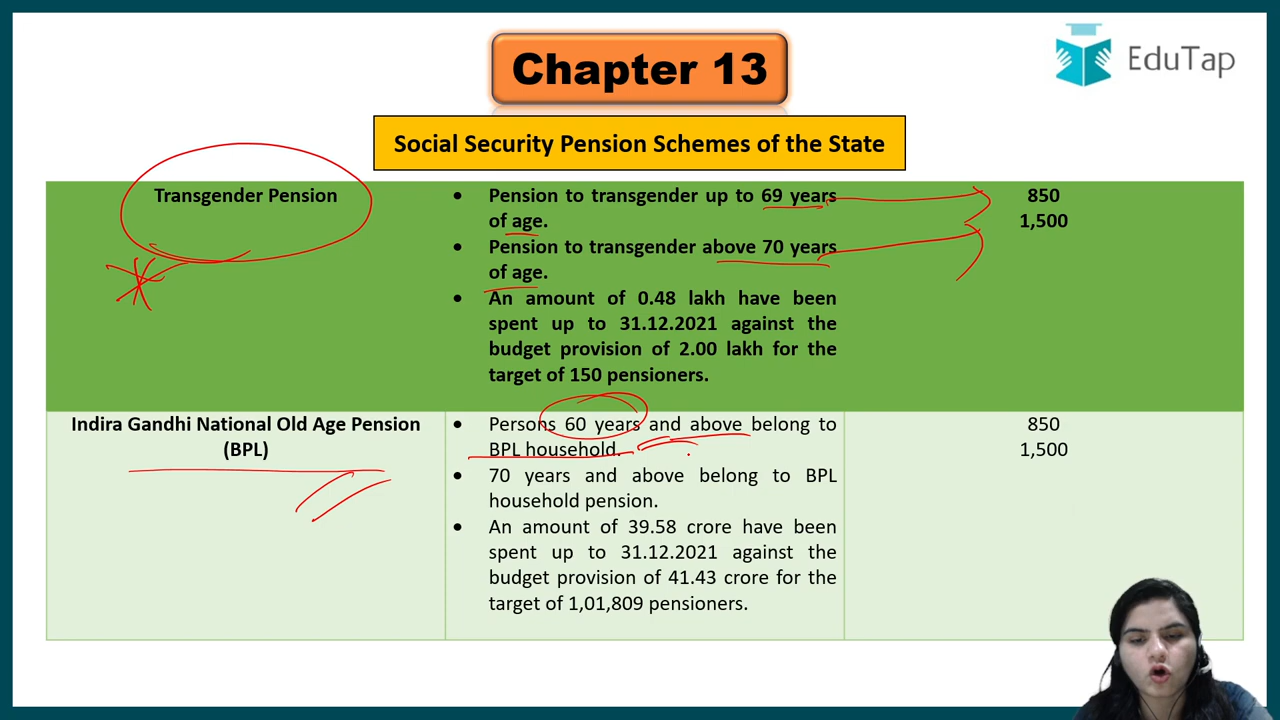 Chapter 13
EduTap
Social Security Pension Schemes of the State
Transgender Pension
• Pension to transgender up to 69 years
of age.
• Pension to transgender above 70 years
of age.
• An amount of 0.48 lakh have been
spent up to 31.12.2021 against the
budget provision of 2.00 lakh for the
target of 150 pensioners.
850
1,500
Indira Gandhi National Old Age Pension
(BPL)
• Persons 60 years and above belong to
BPL household.
• 70 years and above belong to BPL
household pension.
• An amount of 39.58 crore have been
spent up to 31.12.2021 against the
budget provision of 41.43 crore for the
target of 1,01,809 pensioners.
850
1,500